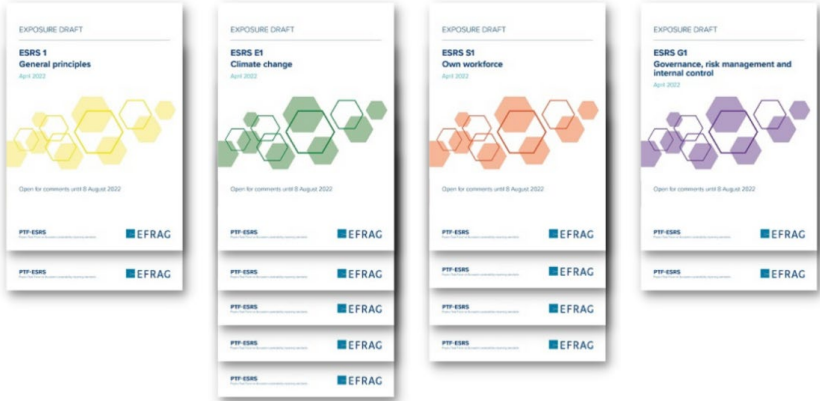 EXPOSURE DRAFT
ESRS 1
General principles
April 2022
Open for comments until 8 August 2022
PTF-ESRS
EFRAG
PTF-ESRS
EFRAG
EXPOSURE DRAFT
ESRS E1
Climate change
April 2022
Open for comments until 8 August 2022
PTF-ESRS
EFRAG
PTF-ESRS
EFRAG
PTF-ESRS
EFRAG
PTF-ESRS
EFRAG
PTF-ESRS
EFRAG
EXPOSURE DRAFT
ESRS S1
Own workforce
April 2022
Open for comments until 8 August 2022
PTF-ESRS
EFRAG
PTF-ESRS
EFRAG
PTF-ESRS
EFRAG
PTF-ESRS
EFRAG
EXPOSURE DRAFT
ESRS G1
Governance, risk management and
internal control
April 2022
Open for comments until 8 August 2022
PTF-ESRS
EFRAG
PTF-ESRS
EFRAG